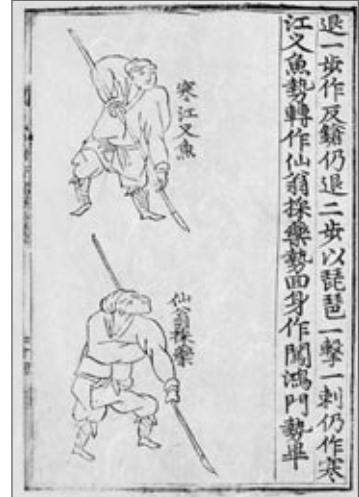 退一步作反鎗仍退二步以琵琶一擊一刺仍作寒
江叉魚勢轉作仙翁採藥勢面身作闖鴻門勢畢
寒江叉魚
仙翁採藥